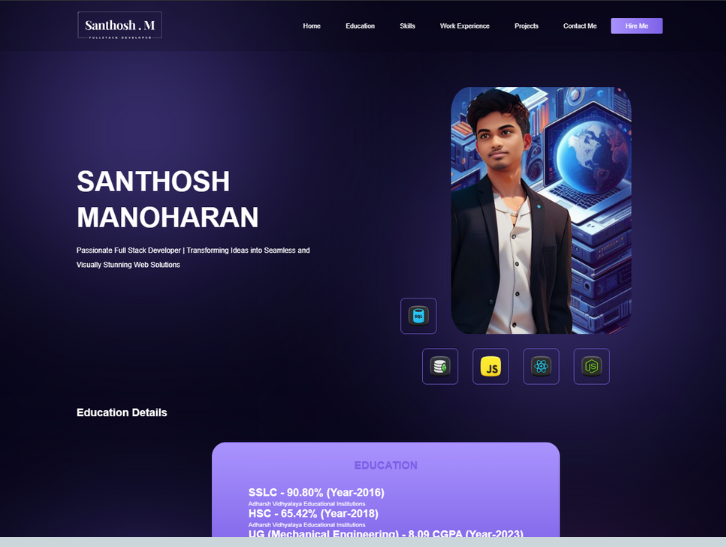 Santhosh . M
FULLSTACK DEVELOPER
Home Education Skills Work Experience Projects Contact Me Hire Me
SANTHOSH
MANOHARAN
Passionate Full Stack Developer | Transforming Ideas into Seamless and
Visually Stunning Web Solutions
SQL
JS
JS
Education Details
EDUCATION
SSLC - 90.80% (Year-2016)
Adharsh Vidhyalaya Educational Institutions
HSC - 65.42% (Year-2018)
Adharsh Vidhyalaya Educational Institutions
UG (Mechanical Engineering) - 8.09 CGPA (Year-2023)